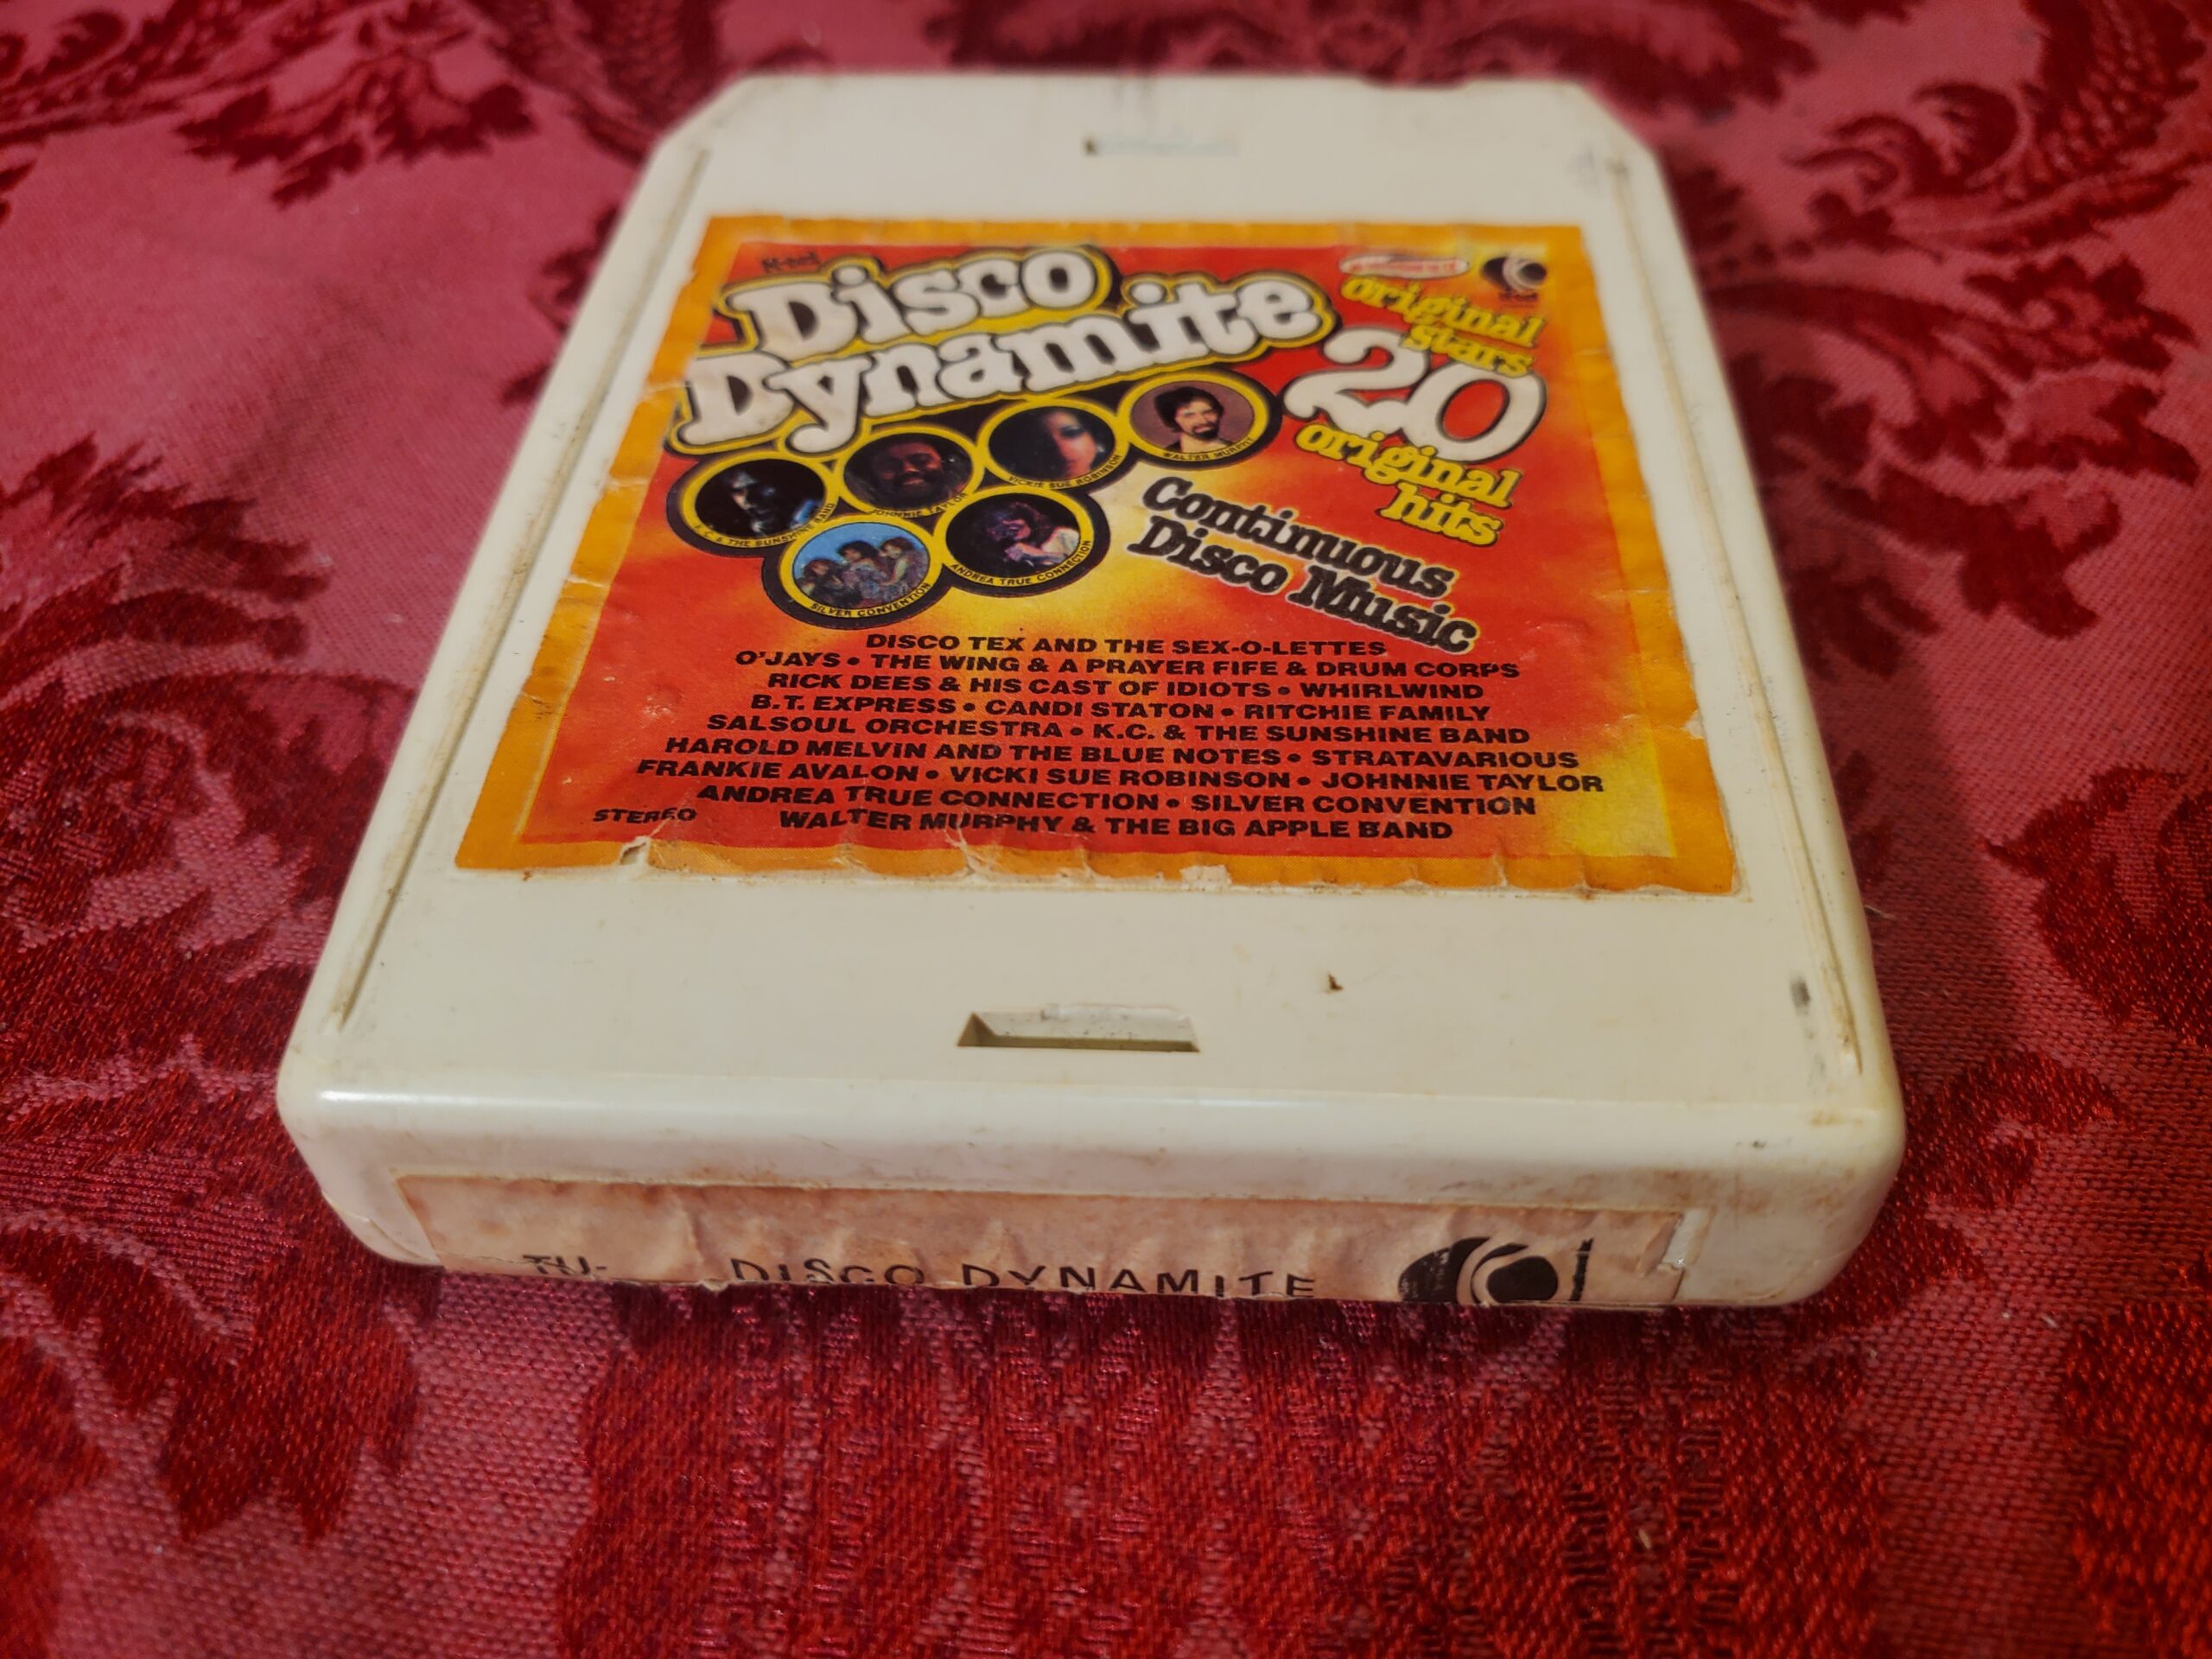 K-tel
Disco
Dynamite
original
stars
20
original
hits
Continuous
Disco Music
K.C. & THE SUNSHINE BAND
JOHNNIE TAYLOR
VICKIE SUE ROBINSON
WALTER MURPHY
SILVER CONVENTION
ANDREA TRUE CONNECTION
DISCO TEX AND THE SEX-O-LETTES
O'JAYS • THE WING & A PRAYER FIFE & DRUM CORPS
RICK DEES & HIS CAST OF IDIOTS • WHIRLWIND
B.T. EXPRESS • CANDI STATON • RITCHIE FAMILY
SALSOUL ORCHESTRA • K.C. & THE SUNSHINE BAND
HAROLD MELVIN AND THE BLUE NOTES • STRATAVARIOUS
FRANKIE AVALON • VICKI SUE ROBINSON • JOHNNIE TAYLOR
ANDREA TRUE CONNECTION • SILVER CONVENTION
WALTER MURPHY & THE BIG APPLE BAND
STEREO
DISCO DYNAMITE